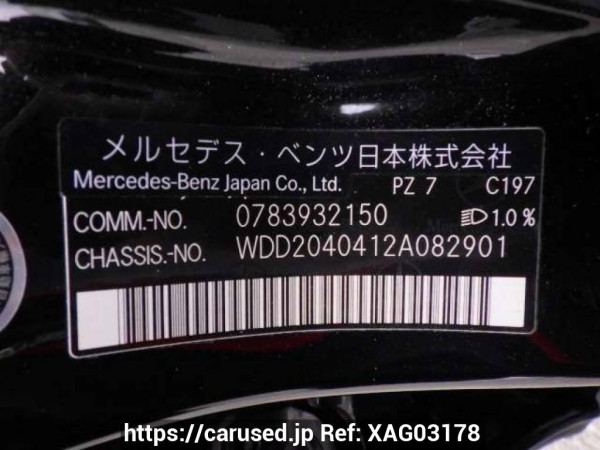 メルセデス・ベンツ日本株式会社
Mercedes-Benz Japan Co., Ltd. PZ 7 C197
COMM.-NO. 0783932150 1.0 %
CHASSIS.-NO. WDD2040412A082901
https://carused.jp Ref: XAG03178